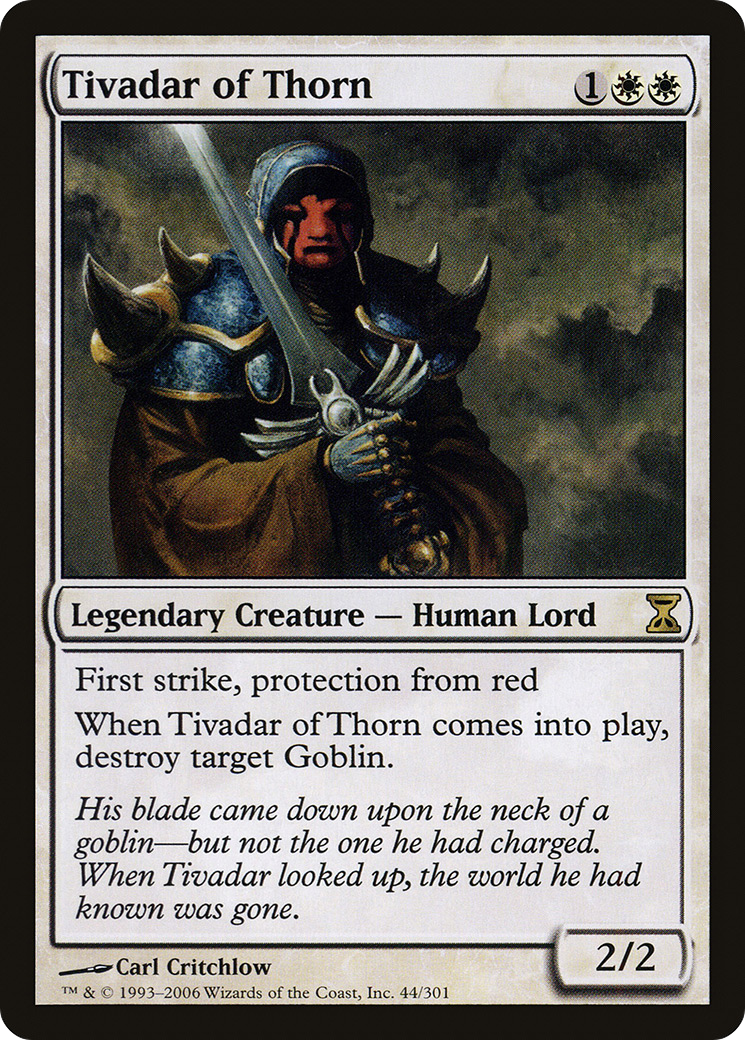 Tivadar of Thorn 1
Legendary Creature — Human Lord
First strike, protection from red
When Tivadar of Thorn comes into play,
destroy target Goblin.
His blade came down upon the neck of a
goblin—but not the one he had charged.
When Tivadar looked up, the world he had
known was gone.
2/2
Carl Critchlow
™ & © 1993–2006 Wizards of the Coast, Inc. 44/301